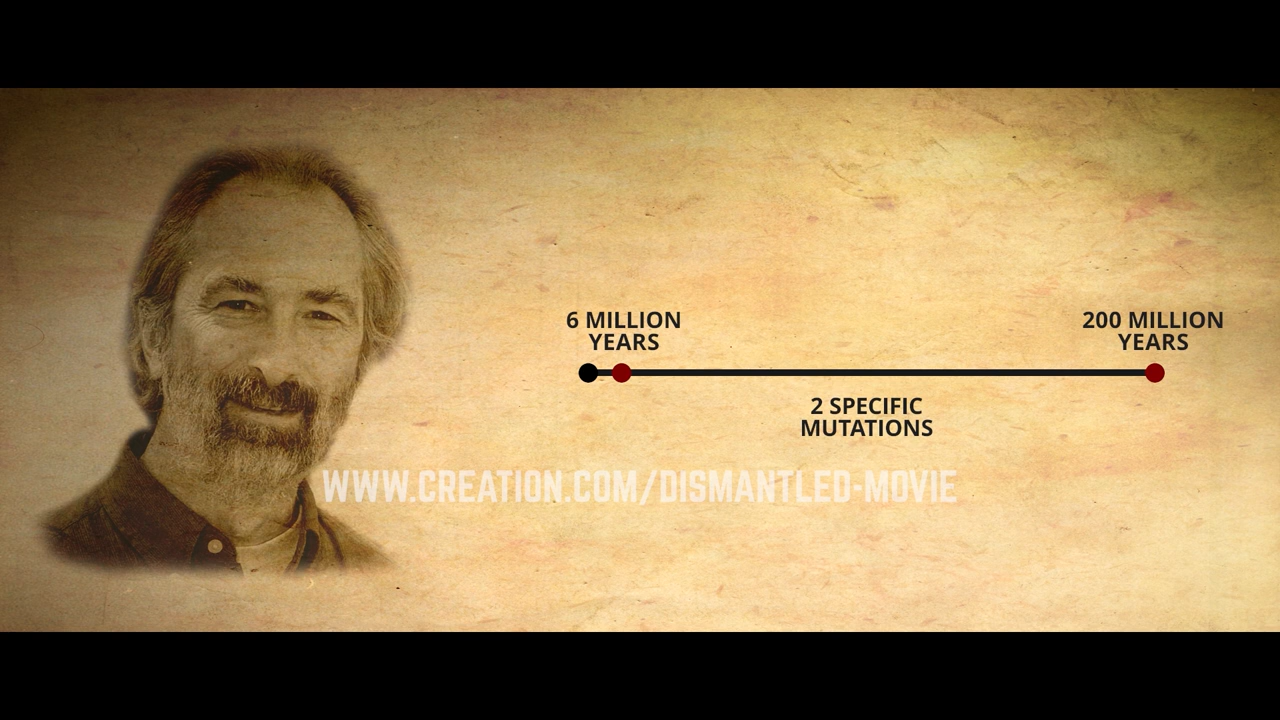 6 MILLION
YEARS
200 MILLION
YEARS
2 SPECIFIC
MUTATIONS
WWW.CREATION.COM/DISMANTLED-MOVIE